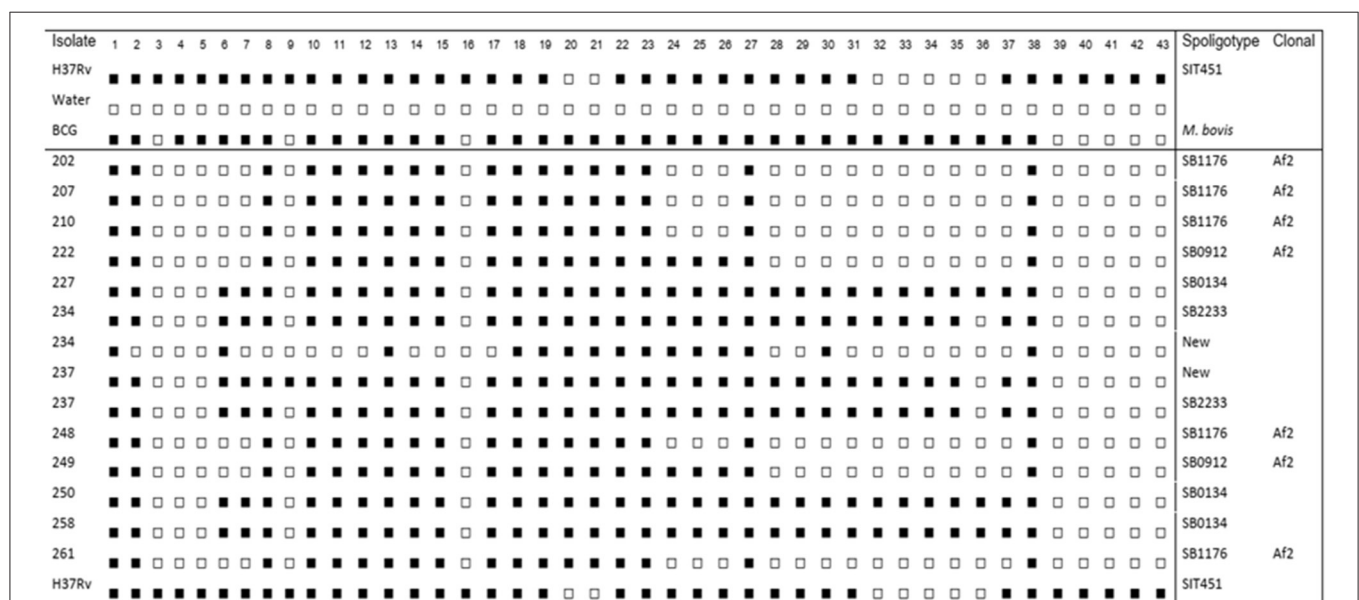 Isolate 1 2 3 4 5 6 7 8 9 10 11 12 13 14 15 16 17 18 19 20 21 22 23 24 25 26 27 28 29 30 31 32 33 34 35 36 37 38 39 40 41 42 43 Spoligotype Clonal
H37Rv SIT451
Water
BCG M. bovis
202 SB1176 Af2
207 SB1176 Af2
210 SB1176 Af2
222 SB0912 Af2
227 SB0134
234 SB2233
234 New
237 New
237 SB2233
248 SB1176 Af2
249 SB0912 Af2
250 SB0134
258 SB0134
261 SB1176 Af2
H37Rv SIT451